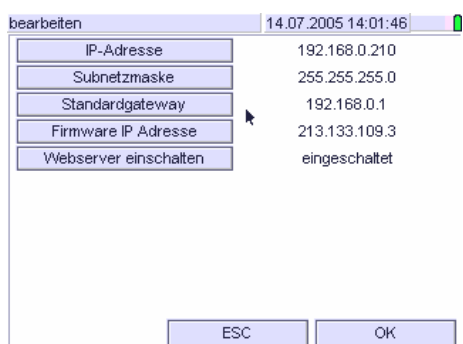 bearbeiten 14.07.2005 14:01:46
IP-Adresse 192.168.0.210
Subnetzmaske 255.255.255.0
Standardgateway 192.168.0.1
Firmware IP Adresse 213.133.109.3
Webserver einschalten eingeschaltet
ESC OK